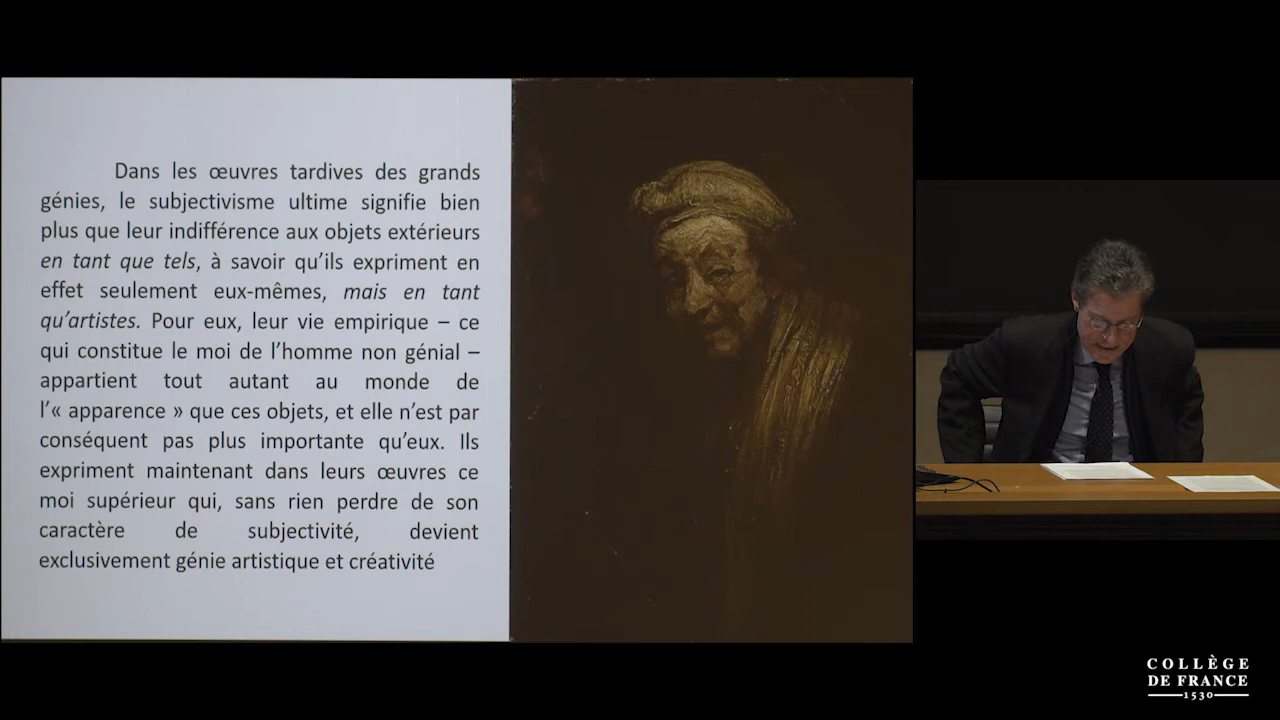 Dans les œuvres tardives des grands
génies, le subjectivisme ultime signifie bien
plus que leur indifférence aux objets extérieurs
en tant que tels, à savoir qu’ils expriment en
effet seulement eux-mêmes, mais en tant
qu’artistes. Pour eux, leur vie empirique – ce
qui constitue le moi de l’homme non génial –
appartient tout autant au monde de
l’« apparence » que ces objets, et elle n’est par
conséquent pas plus importante qu’eux. Ils
expriment maintenant dans leurs œuvres ce
moi supérieur qui, sans rien perdre de son
caractère de subjectivité, devient
exclusivement génie artistique et créativité
COLLÈGE
DE FRANCE
1530